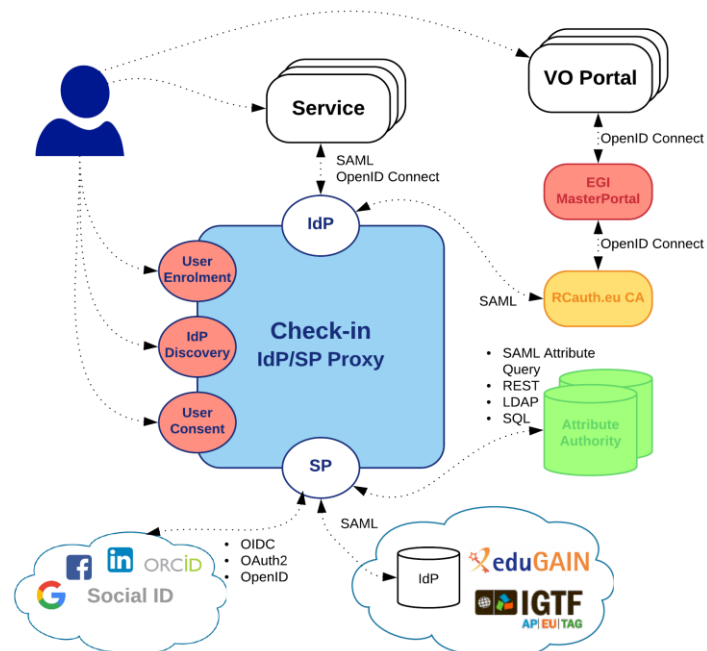 VO Portal
Service
OpenID Connect
SAML
OpenID Connect
EGI
MasterPortal
IdP
OpenID Connect
User
Enrolment
SAML
RCauth.eu CA
Check-in
IdP/SP Proxy
IdP
Discovery
• SAML Attribute
Query
• REST
• LDAP
• SQL
User
Consent
Attribute
Authority
SP
SAML
• OIDC
• OAuth2
• OpenID
f
in
ORCiD
G
Social ID
IdP
eduGAIN
IGTF
AP|EU|TAG